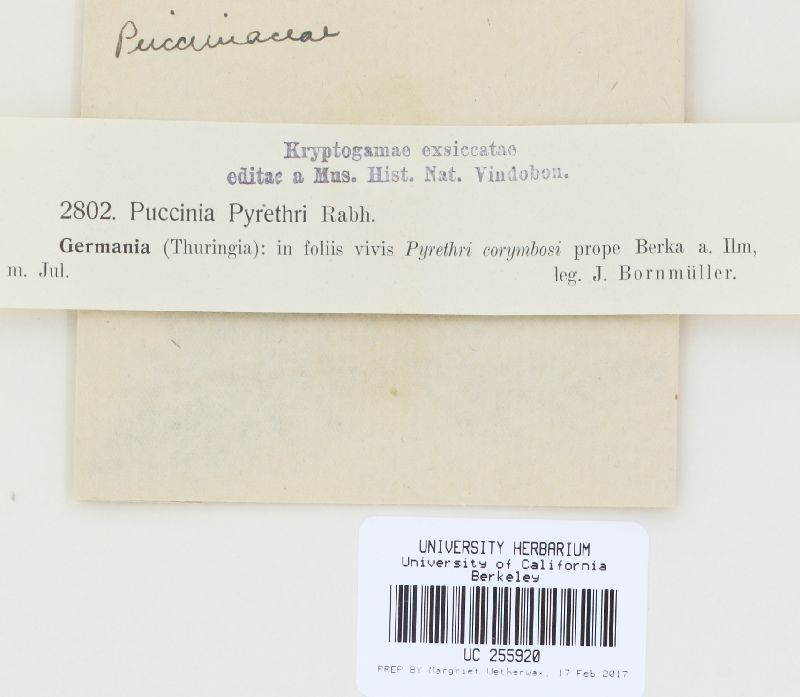 Pucciniaceae
Kryptogamae exsiccatae
editae a Mus. Hist. Nat. Vindobon.
2802. Puccinia Pyrethri Rabh.
Germania (Thuringia): in foliis vivis Pyrethri corymbosi prope Berka a. Ilm,
m. Jul. leg. J. Bornmüller.
UNIVERSITY HERBARIUM
University of California
Berkeley
UC 255920
PREP BY Margriet Wetherwax, 17 Feb 2017